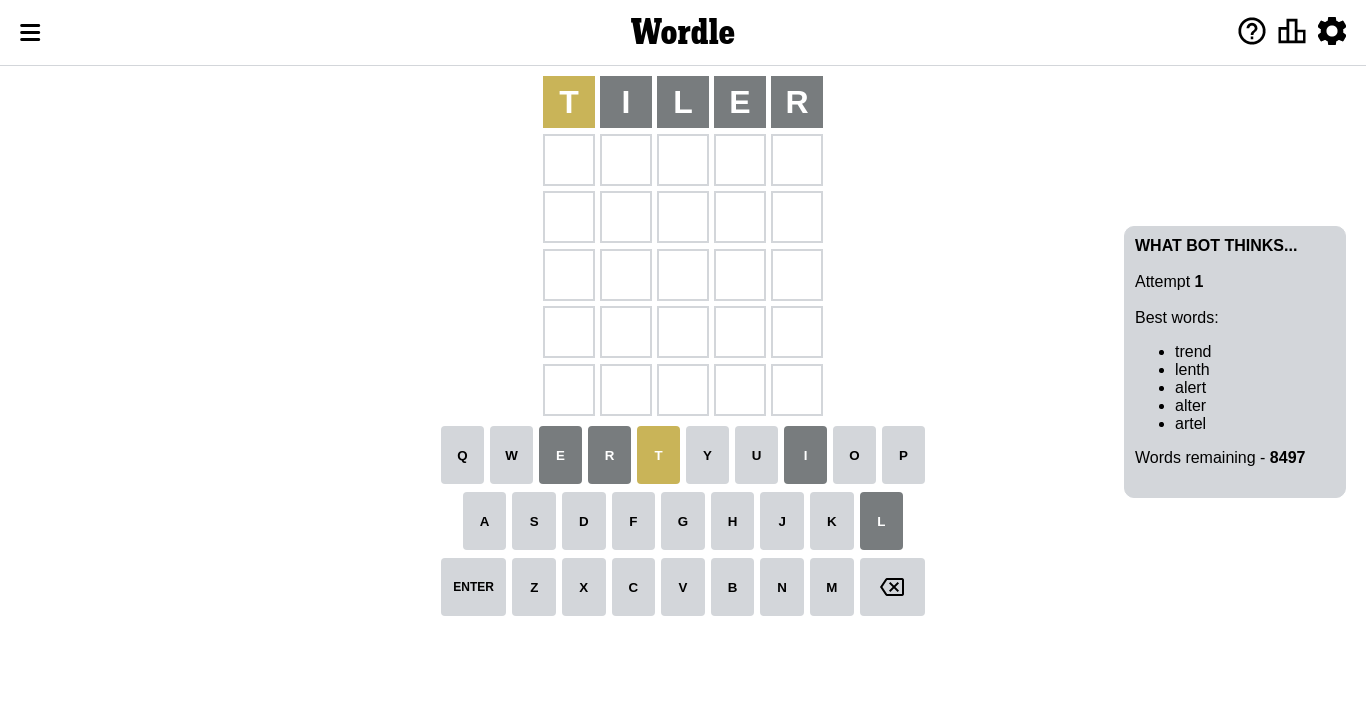 Wordle
T I L E R
WHAT BOT THINKS...
Attempt 1
Best words:
• trend
• lenth
• alert
• alter
• artel
Words remaining - 8497
Q W E R T Y U I O P
A S D F G H J K L
ENTER Z X C V B N M